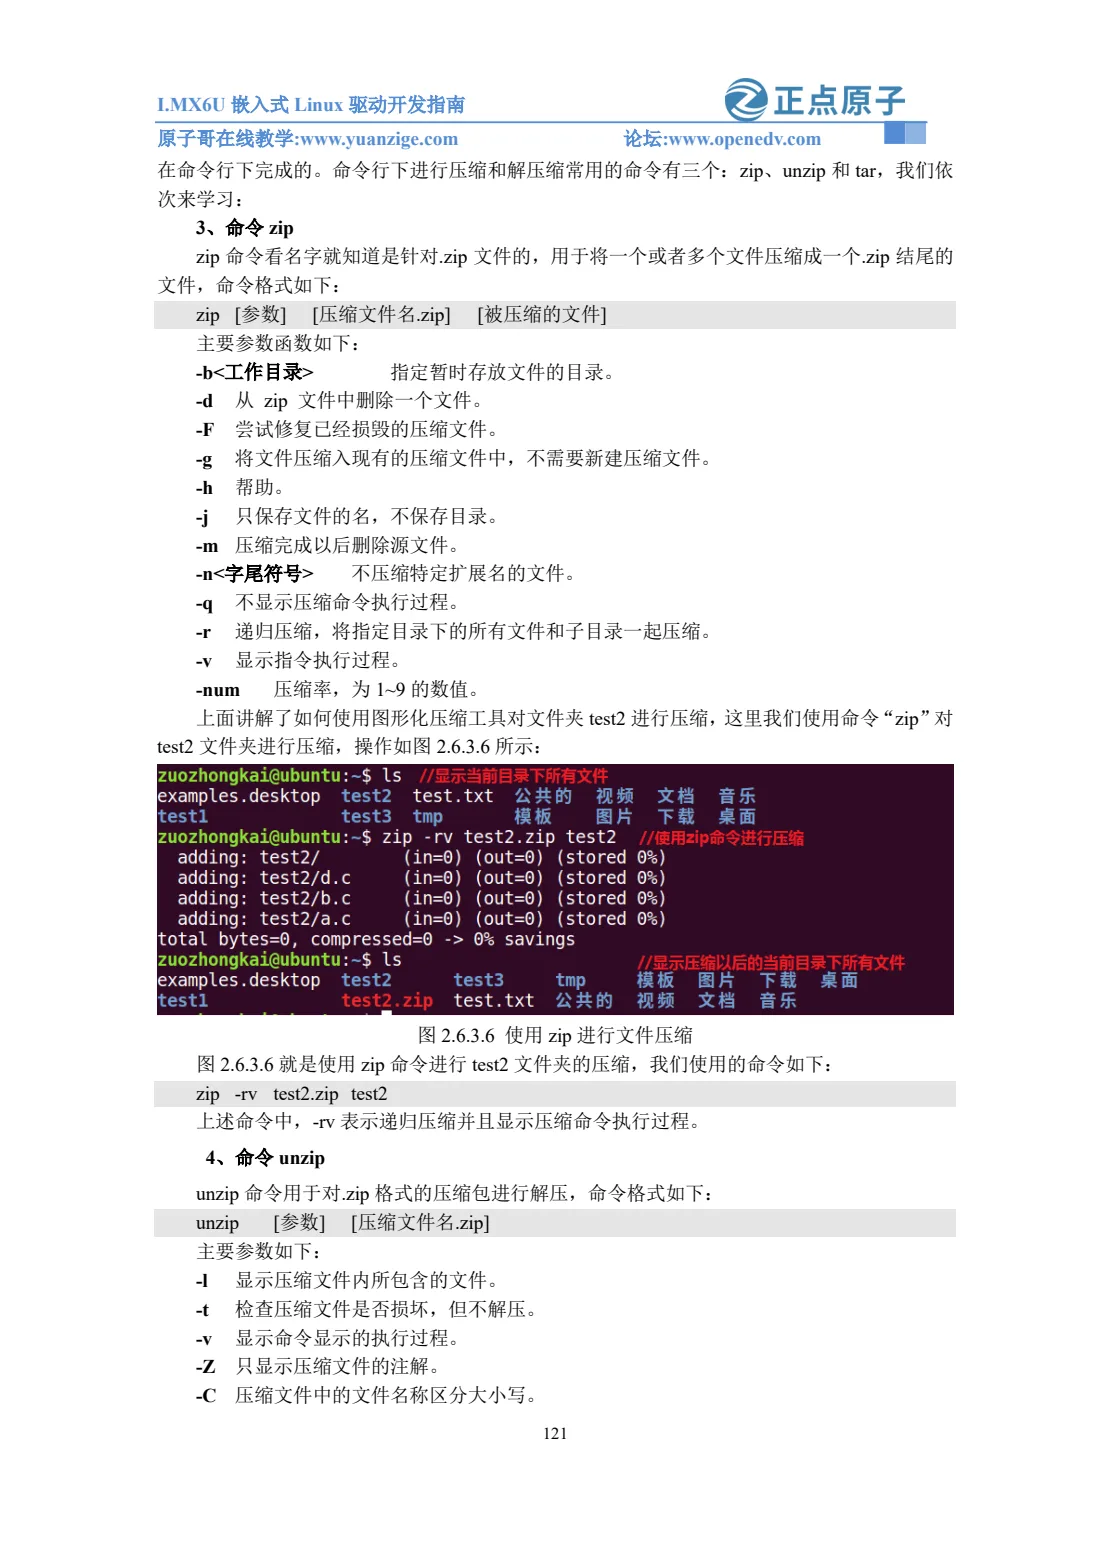 I.MX6U 嵌入式 Linux 驱动开发指南
正点原子
原子哥在线教学:www.yuanzige.com 论坛:www.openedv.com
在命令行下完成的。命令行下进行压缩和解压缩常用的命令有三个：zip、unzip 和 tar，我们依
次来学习：
3、命令 zip
zip 命令看名字就知道是针对.zip 文件的，用于将一个或者多个文件压缩成一个.zip 结尾的
文件，命令格式如下：
zip [参数] [压缩文件名.zip] [被压缩的文件]
主要参数函数如下：
-b<工作目录> 指定暂时存放文件的目录。
-d 从 zip 文件中删除一个文件。
-F 尝试修复已经损毁的压缩文件。
-g 将文件压缩入现有的压缩文件中，不需要新建压缩文件。
-h 帮助。
-j 只保存文件的名，不保存目录。
-m 压缩完成以后删除源文件。
-n<字尾符号> 不压缩特定扩展名的文件。
-q 不显示压缩命令执行过程。
-r 递归压缩，将指定目录下的所有文件和子目录一起压缩。
-v 显示指令执行过程。
-num 压缩率，为 1~9 的数值。
上面讲解了如何使用图形化压缩工具对文件夹 test2 进行压缩，这里我们使用命令“zip”对
test2 文件夹进行压缩，操作如图 2.6.3.6 所示：
zuozhongkai@ubuntu:~$ ls //显示当前目录下所有文件
examples.desktop test2 test.txt 公共的 视频 文档 音乐
test1 test3 tmp 模板 图片 下载 桌面
zuozhongkai@ubuntu:~$ zip -rv test2.zip test2 //使用zip命令进行压缩
adding: test2/ (in=0) (out=0) (stored 0%)
adding: test2/d.c (in=0) (out=0) (stored 0%)
adding: test2/b.c (in=0) (out=0) (stored 0%)
adding: test2/a.c (in=0) (out=0) (stored 0%)
total bytes=0, compressed=0 -> 0% savings
zuozhongkai@ubuntu:~$ ls //显示压缩以后的当前目录下所有文件
examples.desktop test2 test3 tmp 模板 图片 下载 桌面
test1 test2.zip test.txt 公共的 视频 文档 音乐
图 2.6.3.6 使用 zip 进行文件压缩
图 2.6.3.6 就是使用 zip 命令进行 test2 文件夹的压缩，我们使用的命令如下：
zip -rv test2.zip test2
上述命令中，-rv 表示递归压缩并且显示压缩命令执行过程。
4、命令 unzip
unzip 命令用于对.zip 格式的压缩包进行解压，命令格式如下：
unzip [参数] [压缩文件名.zip]
主要参数如下：
-l 显示压缩文件内所包含的文件。
-t 检查压缩文件是否损坏，但不解压。
-v 显示命令显示的执行过程。
-Z 只显示压缩文件的注解。
-C 压缩文件中的文件名称区分大小写。
121